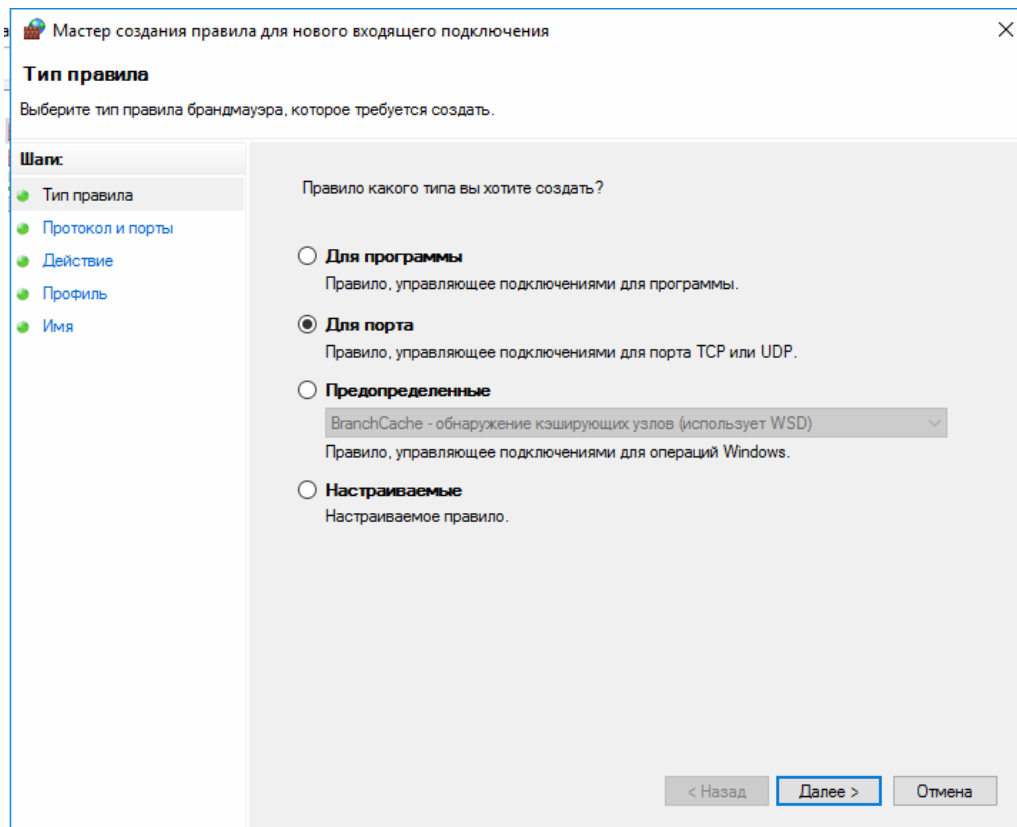 Мастер создания правила для нового входящего подключения
Тип правила
Выберите тип правила брандмауэра, которое требуется создать.
Шаги:
Тип правила
Протокол и порты
Действие
Профиль
Имя
Правило какого типа вы хотите создать?
Для программы
Правило, управляющее подключениями для программы.
Для порта
Правило, управляющее подключениями для порта TCP или UDP.
Предопределенные
BranchCache - обнаружение кэширующих узлов (использует WSD)
Правило, управляющее подключениями для операций Windows.
Настраиваемые
Настраиваемое правило.
< Назад
Далее >
Отмена